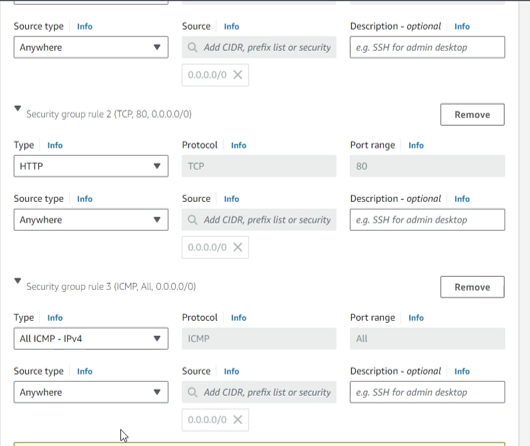 Source type Info Source Info Description - optional Info
Anywhere Add CIDR, prefix list or security e.g. SSH for admin desktop
0.0.0.0/0
Security group rule 2 (TCP, 80, 0.0.0.0/0) Remove
Type Info Protocol Info Port range Info
HTTP TCP 80
Source type Info Source Info Description - optional Info
Anywhere Add CIDR, prefix list or security e.g. SSH for admin desktop
0.0.0.0/0
Security group rule 3 (ICMP, All, 0.0.0.0/0) Remove
Type Info Protocol Info Port range Info
All ICMP - IPv4 ICMP All
Source type Info Source Info Description - optional Info
Anywhere Add CIDR, prefix list or security e.g. SSH for admin desktop
0.0.0.0/0